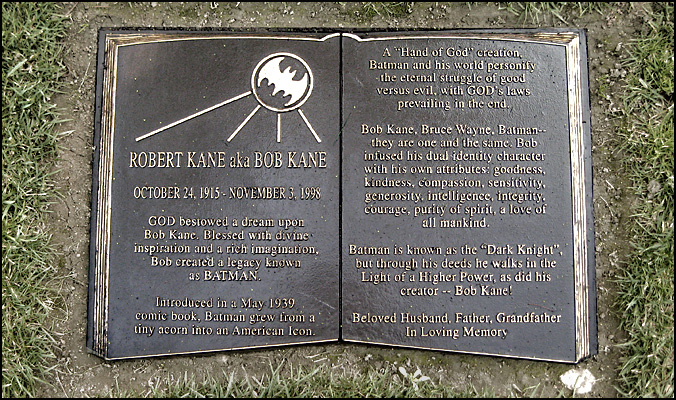 ROBERT KANE aka BOB KANE
OCTOBER 24, 1915 - NOVEMBER 3, 1998
GOD bestowed a dream upon
Bob Kane. Blessed with divine
inspiration and a rich imagination,
Bob created a legacy known
as BATMAN.
Introduced in a May 1939
comic book, Batman grew from a
tiny acorn into an American Icon.
A "Hand of God" creation,
Batman and his world personify
the eternal struggle of good
versus evil, with GOD's laws
prevailing in the end.
Bob Kane, Bruce Wayne, Batman--
they are one and the same. Bob
infused his dual identity character
with his own attributes: goodness,
kindness, compassion, sensitivity,
generosity, intelligence, integrity,
courage, purity of spirit, a love of
all mankind.
Batman is known as the "Dark Knight",
but through his deeds he walks in the
Light of a Higher Power, as did his
creator -- Bob Kane!
Beloved Husband, Father, Grandfather
In Loving Memory